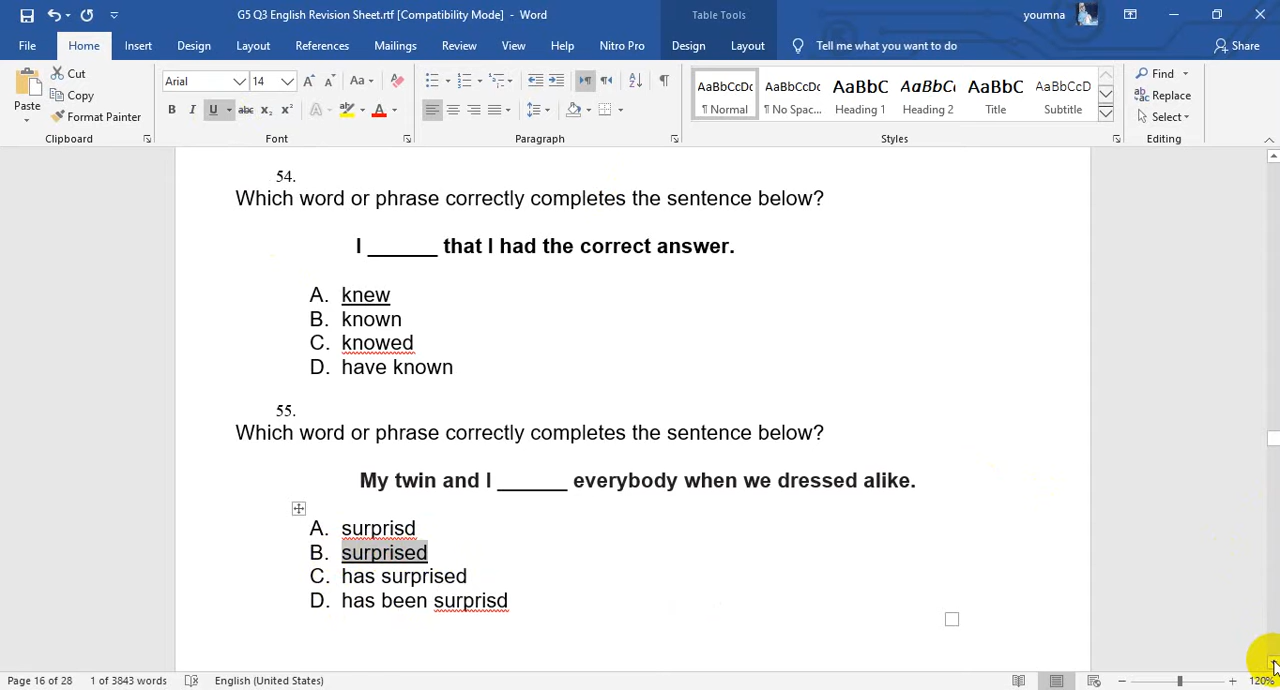 G5 Q3 English Revision Sheet.rtf [Compatibility Mode] - Word
Table Tools
youmna
File Home Insert Design Layout References Mailings Review View Help Nitro Pro Design Layout Tell me what you want to do Share
Paste
Cut
Copy
Format Painter
Clipboard
Arial 14
Font
Paragraph
AaBbCcDc AaBbCcDc AaBbC AaBbC( AaBbC AaBbCcDc
¶ Normal ¶ No Spac... Heading 1 Heading 2 Title Subtitle
Styles
Find
Replace
Select
Editing
54.
Which word or phrase correctly completes the sentence below?
I ______ that I had the correct answer.
A. knew
B. known
C. knowed
D. have known
55.
Which word or phrase correctly completes the sentence below?
My twin and I ______ everybody when we dressed alike.
A. surprisd
B. surprised
C. has surprised
D. has been surprisd
Page 16 of 28 1 of 3843 words English (United States) 120%